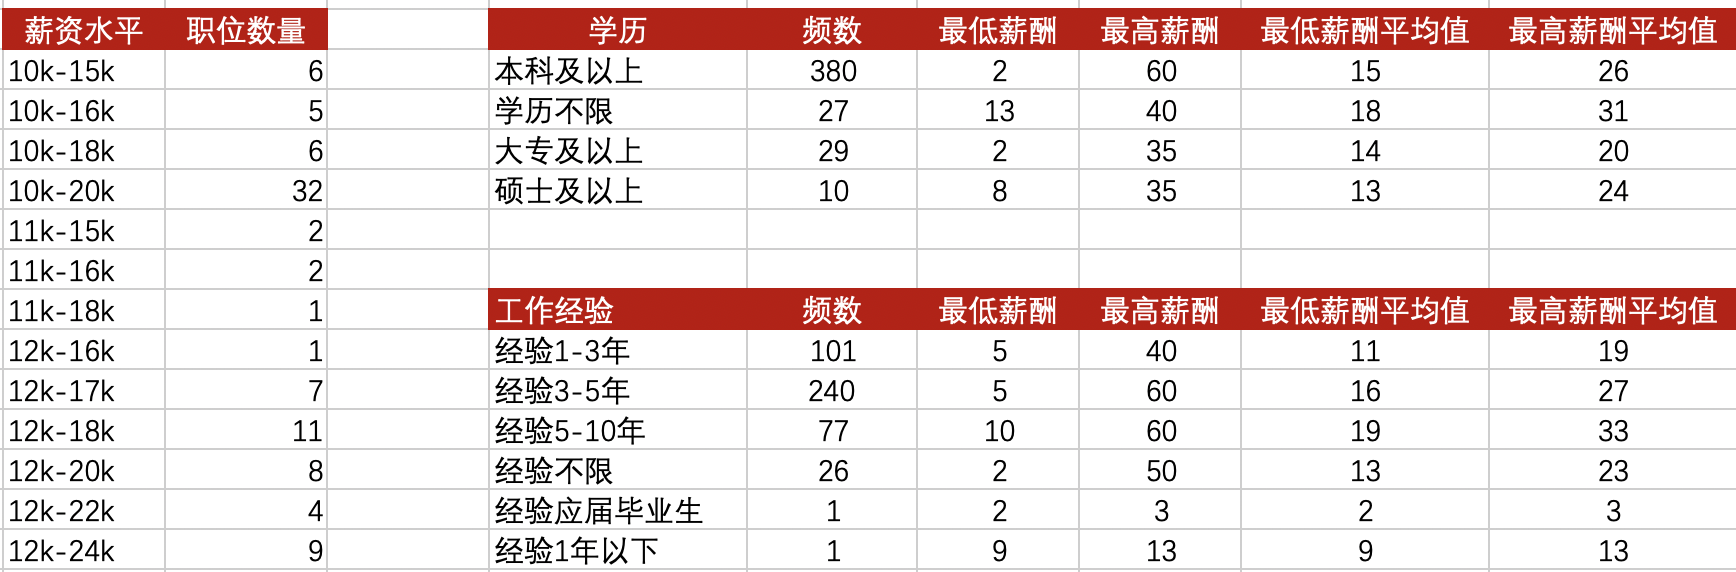 薪资水平 职位数量 学历 频数 最低薪酬 最高薪酬 最低薪酬平均值 最高薪酬平均值
10k-15k 6 本科及以上 380 2 60 15 26
10k-16k 5 学历不限 27 13 40 18 31
10k-18k 6 大专及以上 29 2 35 14 20
10k-20k 32 硕士及以上 10 8 35 13 24
11k-15k 2
11k-16k 2
11k-18k 1 工作经验 频数 最低薪酬 最高薪酬 最低薪酬平均值 最高薪酬平均值
12k-16k 1 经验1-3年 101 5 40 11 19
12k-17k 7 经验3-5年 240 5 60 16 27
12k-18k 11 经验5-10年 77 10 60 19 33
12k-20k 8 经验不限 26 2 50 13 23
12k-22k 4 经验应届毕业生 1 2 3 2 3
12k-24k 9 经验1年以下 1 9 13 9 13